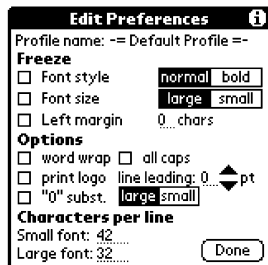 Edit Preferences i
Profile name: -= Default Profile =-
Freeze
Font style normal bold
Font size large small
Left margin 0 chars
Options
word wrap all caps
print logo line leading: 0 pt
"0" subst. large small
Characters per line
Small font: 42
Large font: 32 Done